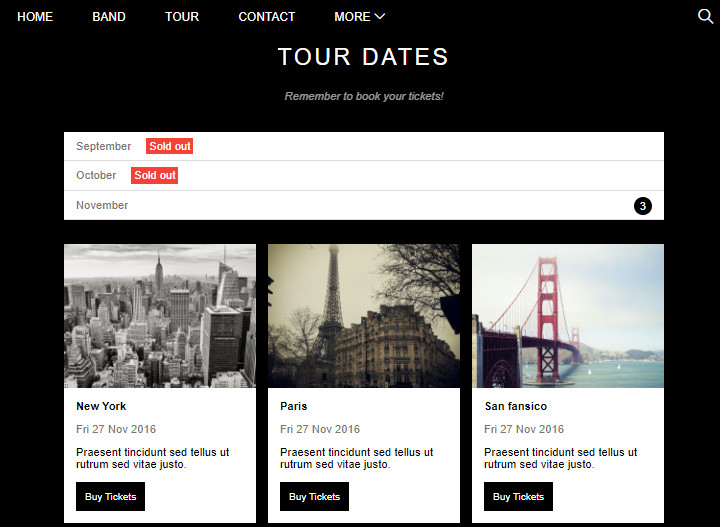 HOME BAND TOUR CONTACT MORE
TOUR DATES
Remember to book your tickets!
September Sold out
October Sold out
November 3
New York
Fri 27 Nov 2016
Praesent tincidunt sed tellus ut
rutrum sed vitae justo.
Buy Tickets
Paris
Fri 27 Nov 2016
Praesent tincidunt sed tellus ut
rutrum sed vitae justo.
Buy Tickets
San fansico
Fri 27 Nov 2016
Praesent tincidunt sed tellus ut
rutrum sed vitae justo.
Buy Tickets